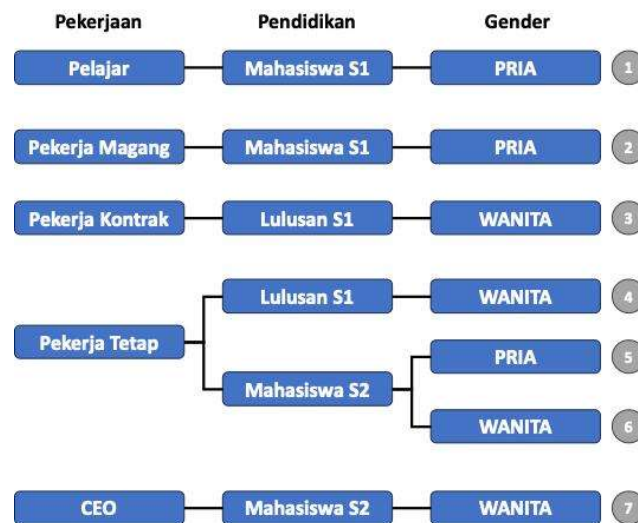 Pekerjaan Pendidikan Gender
Pelajar Mahasiswa S1 PRIA 1
Pekerja Magang Mahasiswa S1 PRIA 2
Pekerja Kontrak Lulusan S1 WANITA 3
Lulusan S1 WANITA 4
Pekerja Tetap
PRIA 5
Mahasiswa S2
WANITA 6
CEO Mahasiswa S2 WANITA 7